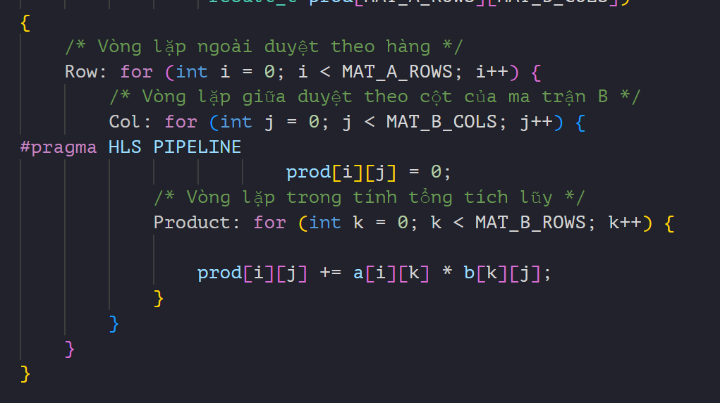 {
/* Vòng lặp ngoài duyệt theo hàng */
Row: for (int i = 0; i < MAT_A_ROWS; i++) {
/* Vòng lặp giữa duyệt theo cột của ma trận B */
Col: for (int j = 0; j < MAT_B_COLS; j++) {
#pragma HLS PIPELINE
prod[i][j] = 0;
/* Vòng lặp trong tính tổng tích lũy */
Product: for (int k = 0; k < MAT_B_ROWS; k++) {
prod[i][j] += a[i][k] * b[k][j];
}
}
}
}